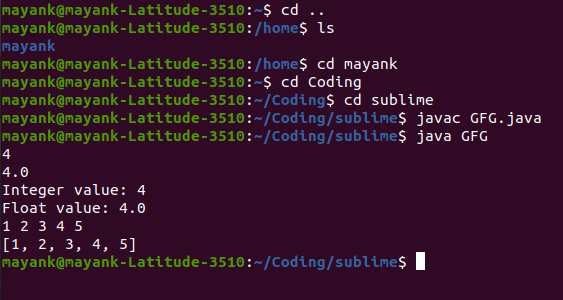 mayank@mayank-Latitude-3510:~$ cd ..
mayank@mayank-Latitude-3510:/home$ ls
mayank
mayank@mayank-Latitude-3510:/home$ cd mayank
mayank@mayank-Latitude-3510:~$ cd Coding
mayank@mayank-Latitude-3510:~/Coding$ cd sublime
mayank@mayank-Latitude-3510:~/Coding/sublime$ javac GFG.java
mayank@mayank-Latitude-3510:~/Coding/sublime$ java GFG
4
4.0
Integer value: 4
Float value: 4.0
1 2 3 4 5
[1, 2, 3, 4, 5]
mayank@mayank-Latitude-3510:~/Coding/sublime$